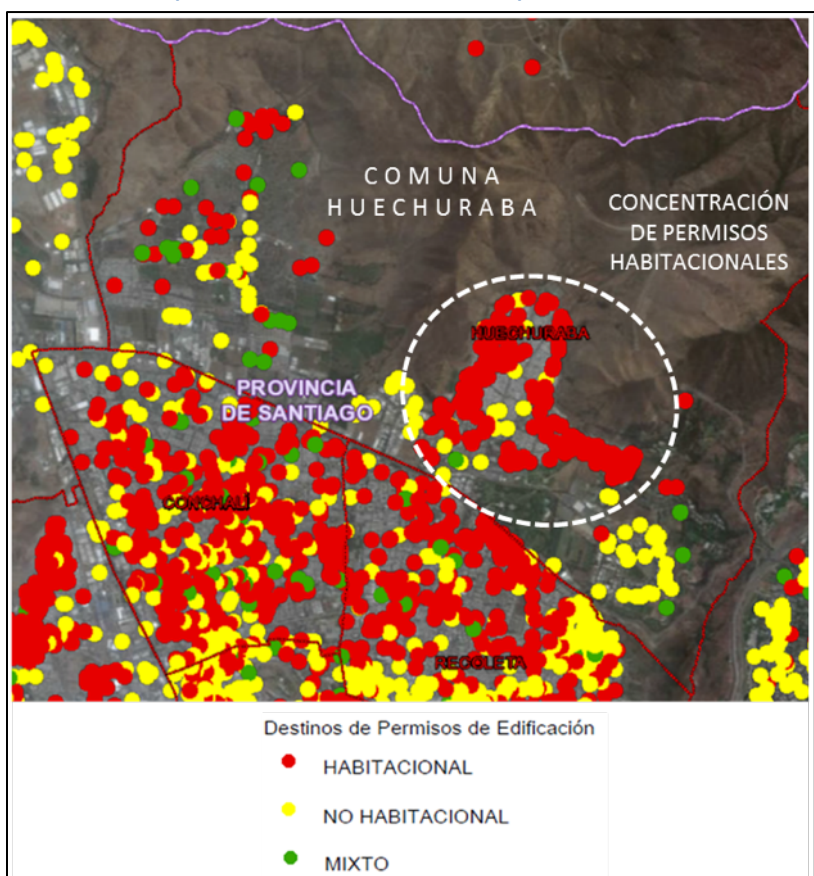 COMUNA
HUECHURABA
CONCENTRACIÓN
DE PERMISOS
HABITACIONALES
HUECHURABA
PROVINCIA
DE SANTIAGO
CONCHALÍ
RECOLETA
Destinos de Permisos de Edificación
HABITACIONAL
NO HABITACIONAL
MIXTO